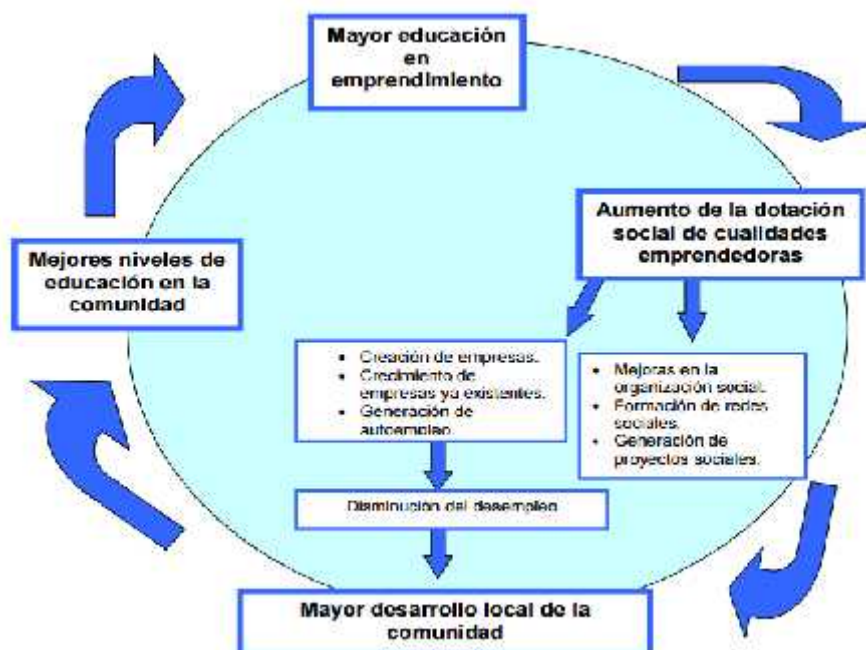 Mayor educación
en
emprendimiento
Aumento de la dotación
social de cualidades
emprendedoras
Mejores niveles de
educación en la
comunidad
• Creación de empresas.
• Crecimiento de
empresas ya existentes.
• Generación de
autoempleo.
• Mejoras en la
organización social.
• Formación de redes
sociales.
• Generación de
proyectos sociales.
Disminución del desempleo
Mayor desarrollo local de la
comunidad